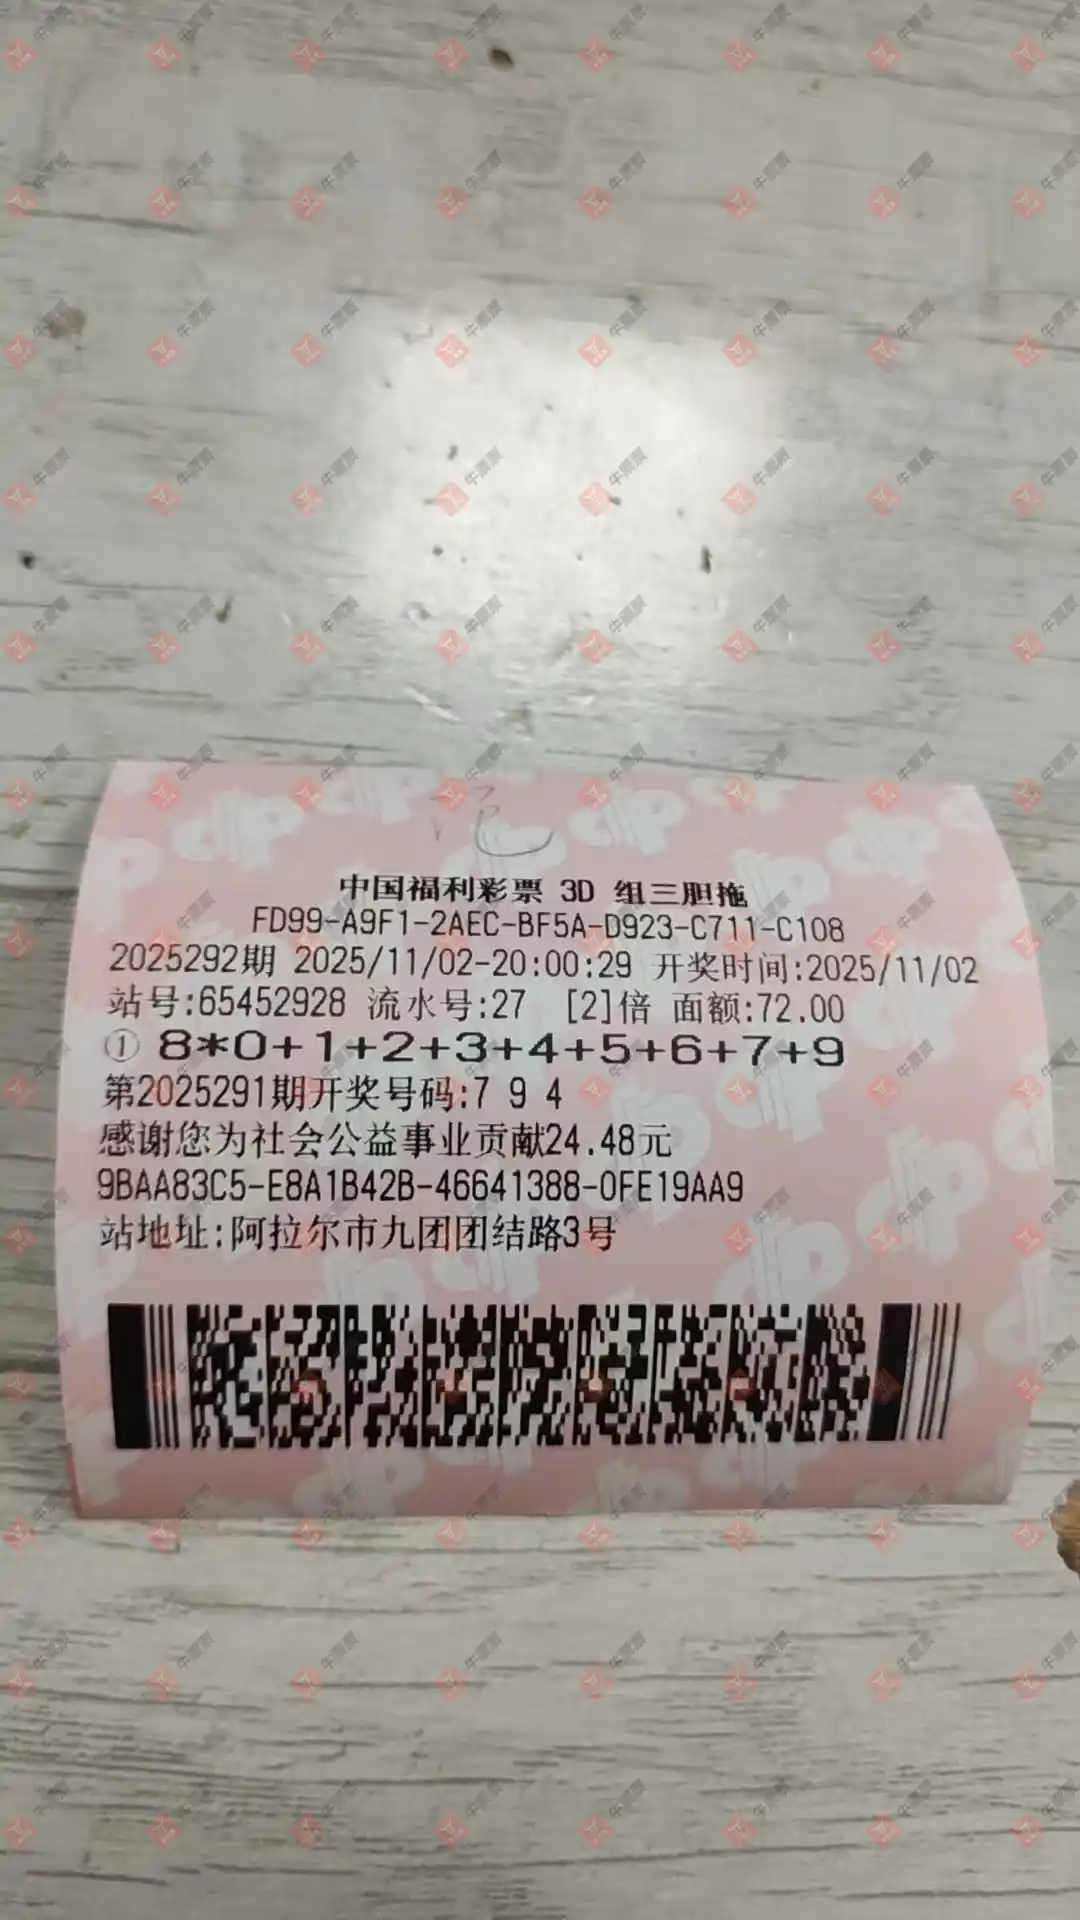 中国福利彩票 3D 组三胆拖
FD99-A9F1-2AEC-BF5A-D923-C711-C108
2025292期 2025/11/02-20:00:29 开奖时间:2025/11/02
站号:65452928 流水号:27 [2]倍 面额:72.00
① 8*0+1+2+3+4+5+6+7+9
第2025291期开奖号码:7 9 4
感谢您为社会公益事业贡献24.48元
9BAA83C5-E8A1B42B-46641388-0FE19AA9
站地址:阿拉尔市九团团结路3号